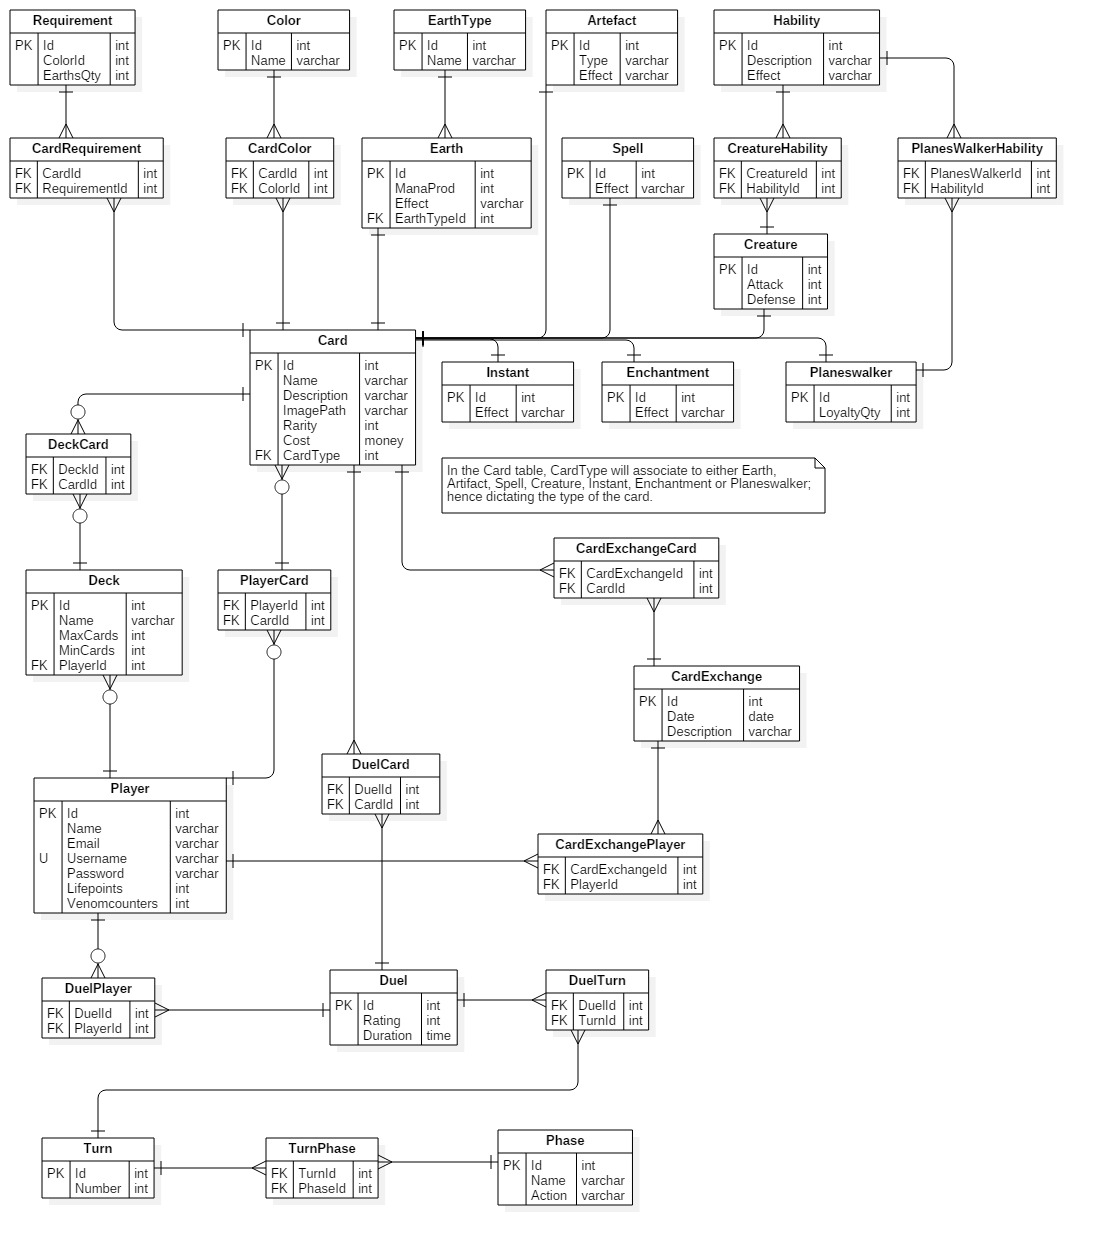 Requirement
PK Id int
ColorId int
EarthsQty int
Color
PK Id int
Name varchar
EarthType
PK Id int
Name varchar
Artefact
PK Id int
Type varchar
Effect varchar
Hability
PK Id int
Description varchar
Effect varchar
CardRequirement
FK CardId int
FK RequirementId int
CardColor
FK CardId int
FK ColorId int
Earth
PK Id int
ManaProd int
Effect varchar
FK EarthTypeId int
Spell
PK Id int
Effect varchar
CreatureHability
FK CreatureId int
FK HabilityId int
PlanesWalkerHability
FK PlanesWalkerId int
FK HabilityId int
Creature
PK Id int
Attack int
Defense int
Card
PK Id int
Name varchar
Description varchar
ImagePath varchar
Rarity int
Cost money
FK CardType int
Instant
PK Id int
Effect varchar
Enchantment
PK Id int
Effect varchar
Planeswalker
PK Id int
LoyaltyQty int
DeckCard
FK DeckId int
FK CardId int
In the Card table, CardType will associate to either Earth,
Artifact, Spell, Creature, Instant, Enchantment or Planeswalker;
hence dictating the type of the card.
CardExchangeCard
FK CardExchangeId int
FK CardId int
Deck
PK Id int
Name varchar
MaxCards int
MinCards int
FK PlayerId int
PlayerCard
FK PlayerId int
FK CardId int
CardExchange
PK Id int
Date date
Description varchar
DuelCard
FK DuelId int
FK CardId int
Player
PK Id int
Name varchar
Email varchar
U Username varchar
Password varchar
Lifepoints int
Venomcounters int
CardExchangePlayer
FK CardExchangeId int
FK PlayerId int
DuelPlayer
FK DuelId int
FK PlayerId int
Duel
PK Id int
Rating int
Duration time
DuelTurn
FK DuelId int
FK TurnId int
Turn
PK Id int
Number int
TurnPhase
FK TurnId int
FK PhaseId int
Phase
PK Id int
Name varchar
Action varchar